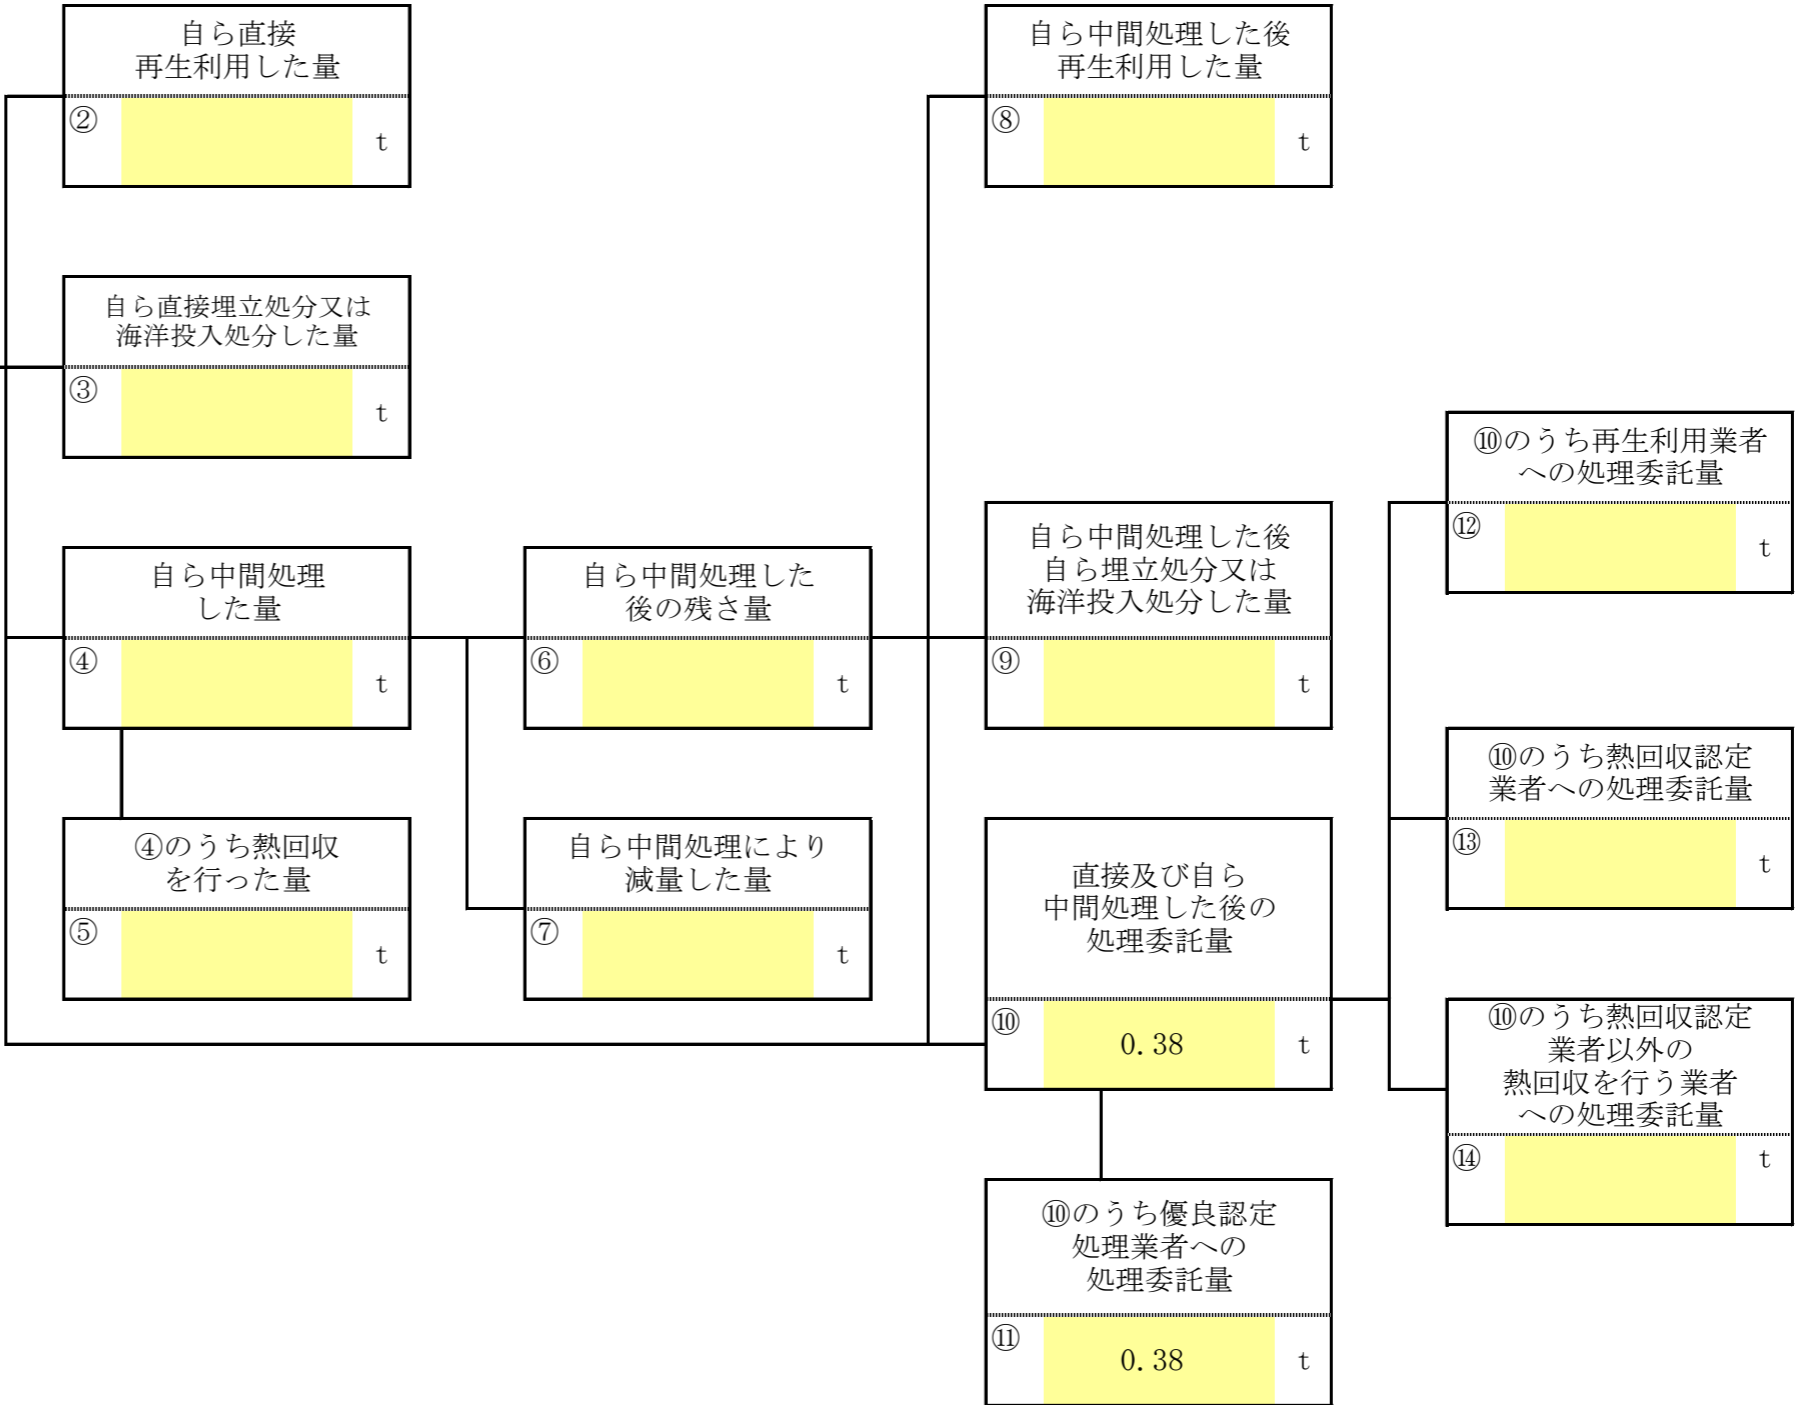 自ら直接
再生利用した量
②
t
自ら中間処理した後
再生利用した量
⑧
t
自ら直接埋立処分又は
海洋投入処分した量
③
t
⑩のうち再生利用業者
への処理委託量
⑫
t
自ら中間処理
した量
④
t
自ら中間処理した
後の残さ量
⑥
t
自ら中間処理した後
自ら埋立処分又は
海洋投入処分した量
⑨
t
⑩のうち熱回収認定
業者への処理委託量
⑬
t
④のうち熱回収
を行った量
⑤
t
自ら中間処理により
減量した量
⑦
t
直接及び自ら
中間処理した後の
処理委託量
⑩
0.38
t
⑩のうち熱回収認定
業者以外の
熱回収を行う業者
への処理委託量
⑭
t
⑩のうち優良認定
処理業者への
処理委託量
⑪
0.38
t